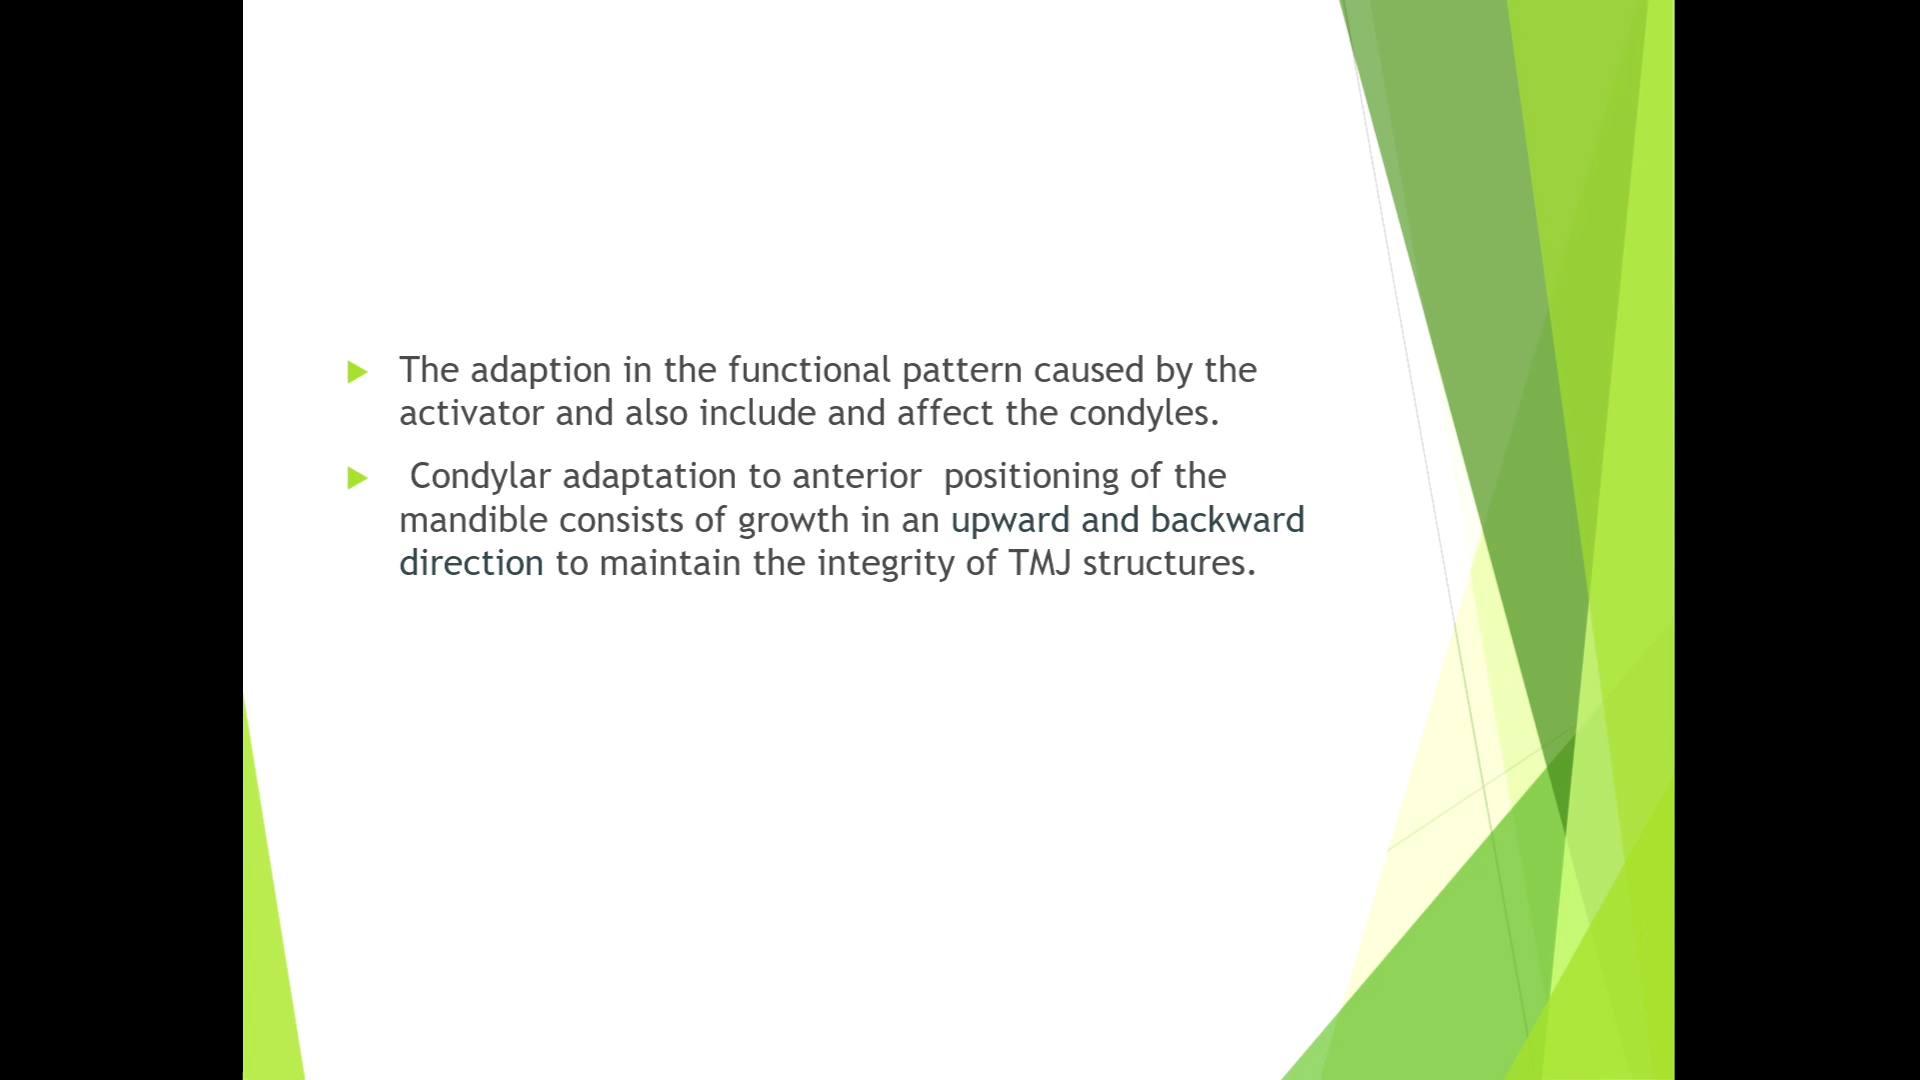 The adaption in the functional pattern caused by the
activator and also include and affect the condyles.
Condylar adaptation to anterior  positioning of the
mandible consists of growth in an upward and backward
direction to maintain the integrity of TMJ structures.